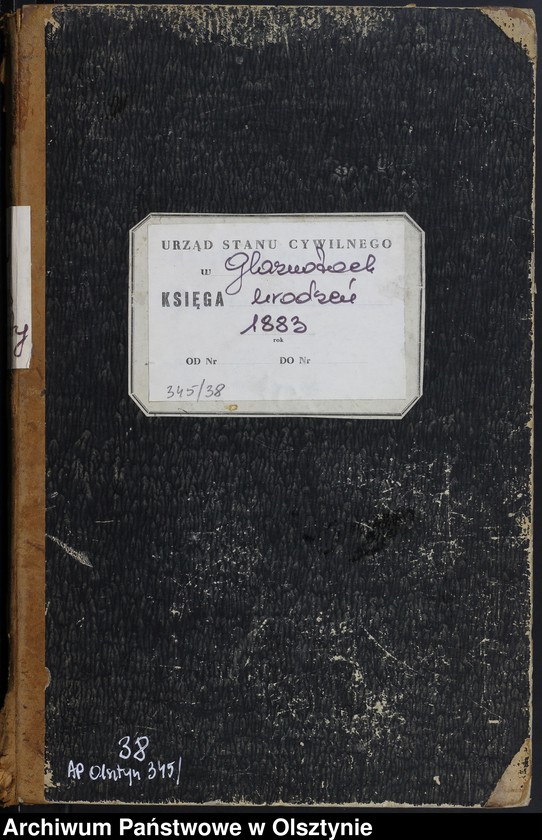 URZĄD STANU CYWILNEGO
w Glaznotach
KSIĘGA urodzeń
1883
rok
OD Nr DO Nr
345/38
y
38
AP Olsztyn 345/
Archiwum Państwowe w Olsztynie